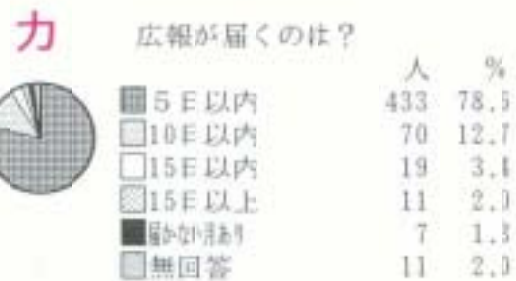 カ
広報が届くのは?
人 %
5日以内 433 78.6
10日以内 70 12.7
15日以内 19 3.4
15日以上 11 2.0
届かない月あり 7 1.3
無回答 11 2.0